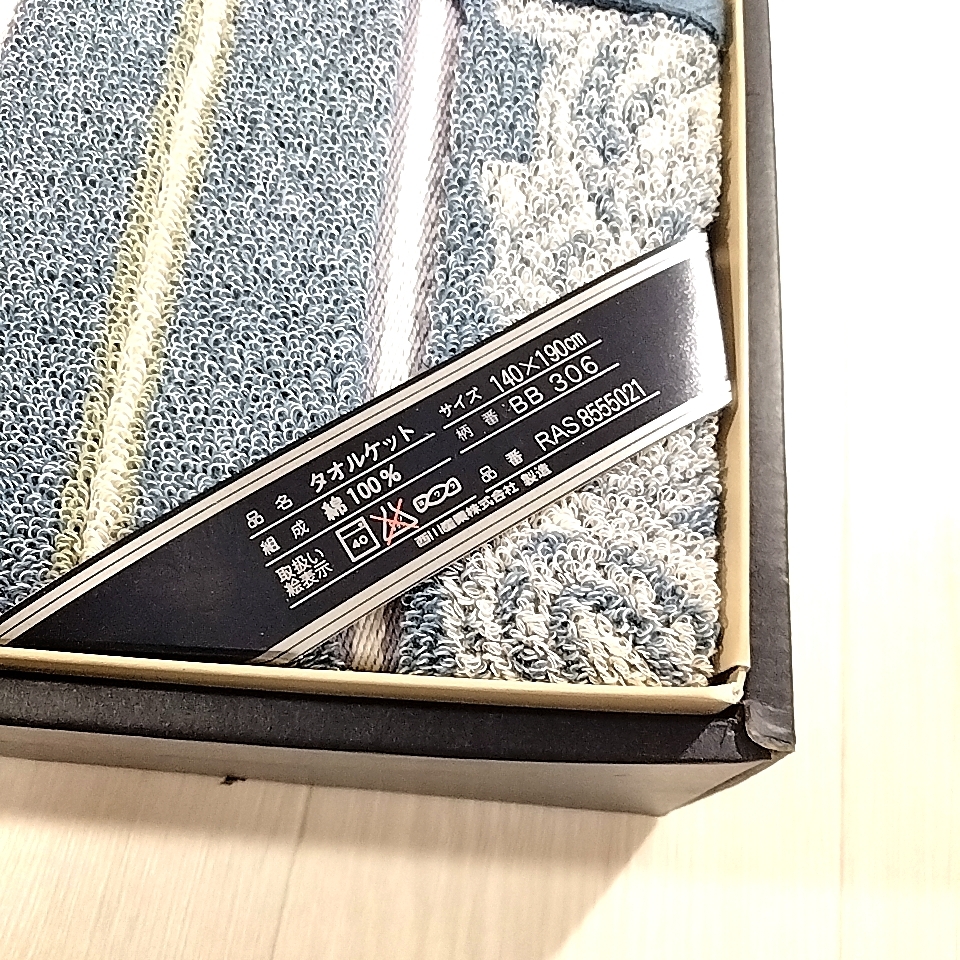 品名 タオルケット サイズ 140×190cm
組成 綿100% 柄番 BB 306
取扱い 40 品番 RAS 8555021
絵表示 西川産業株式会社 製造